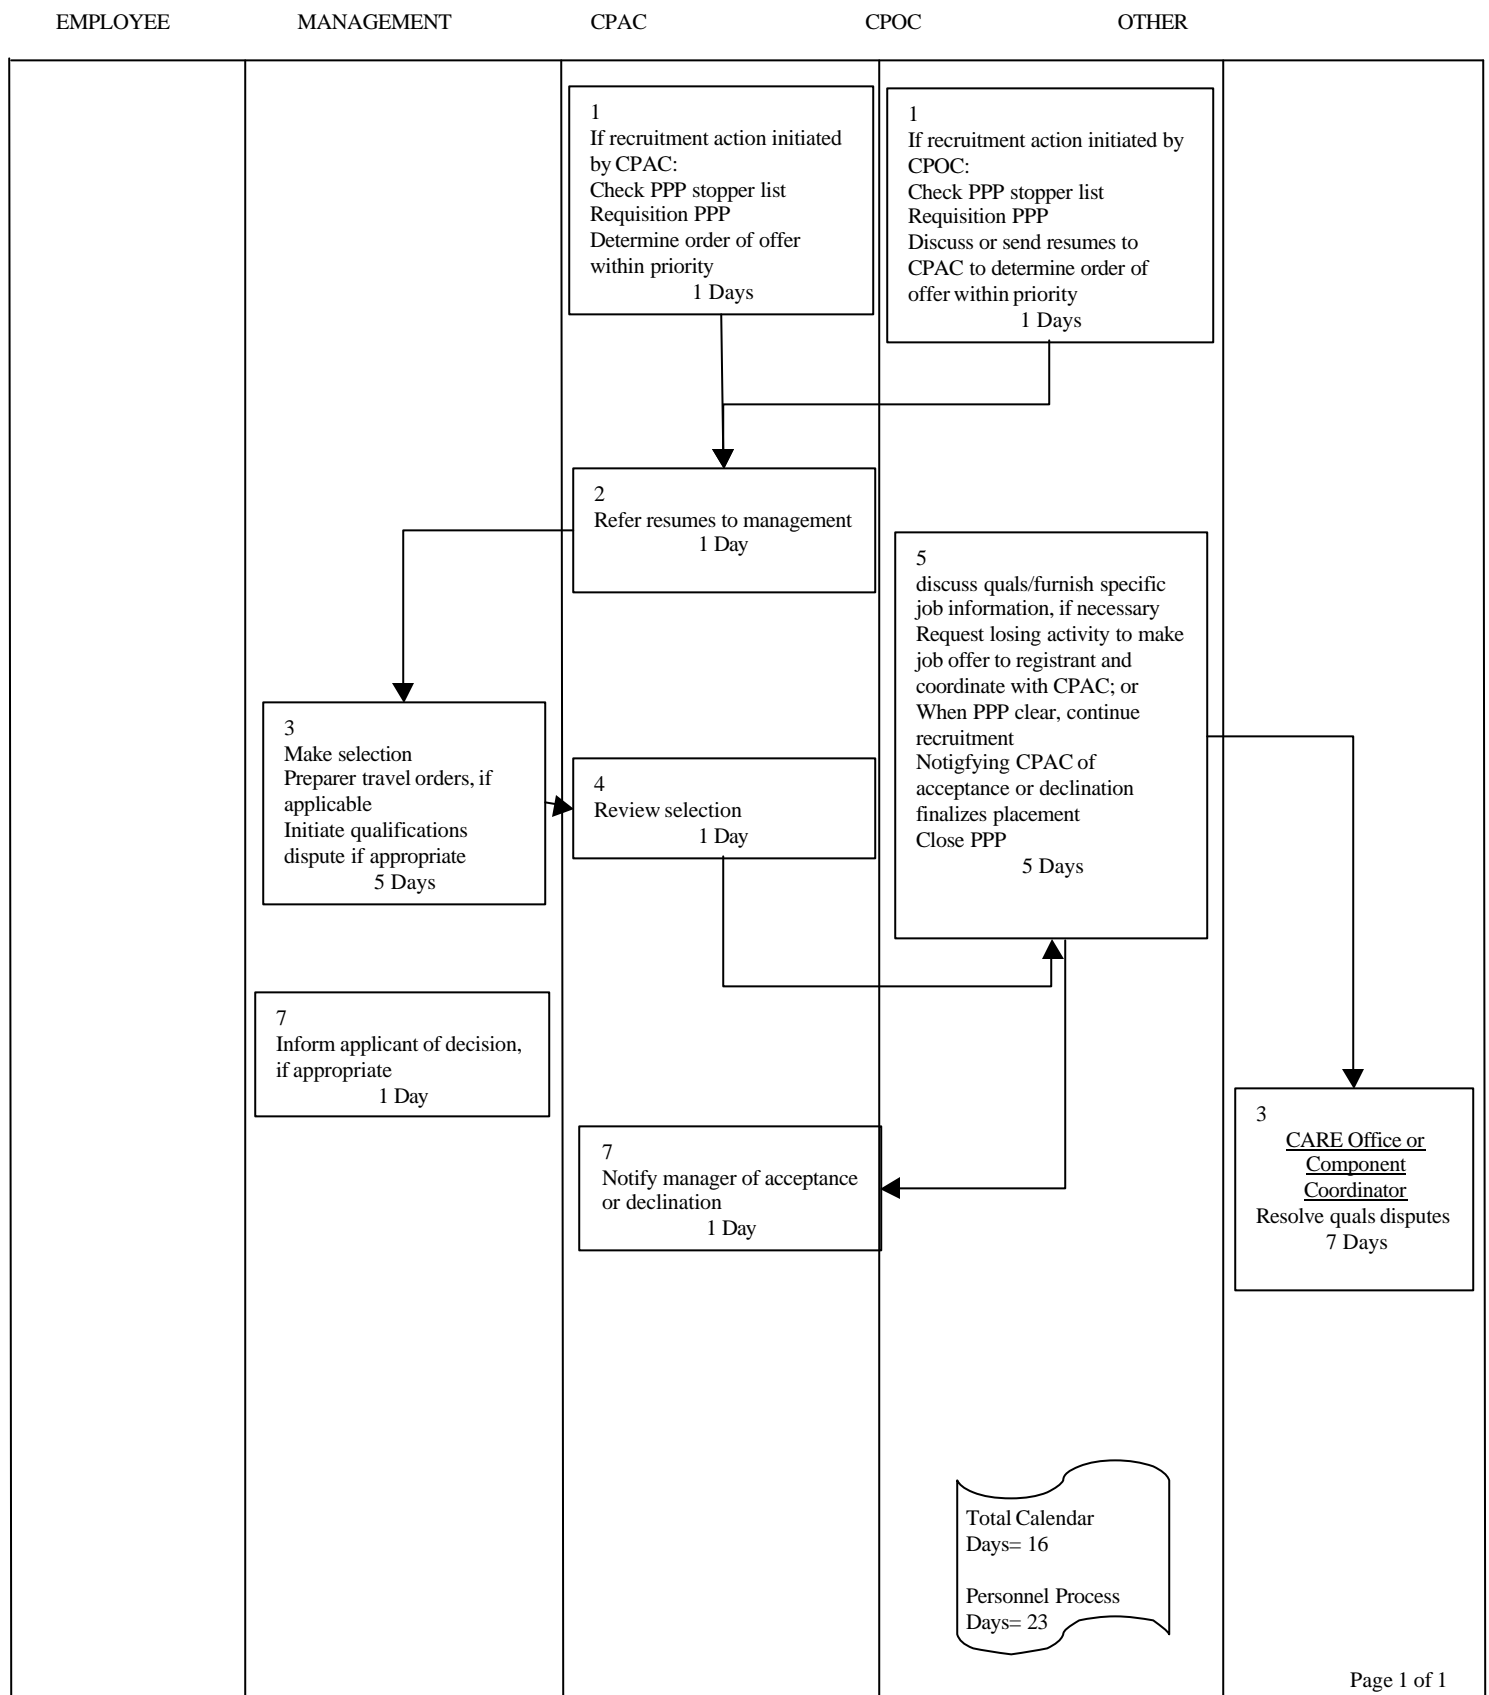 EMPLOYEE MANAGEMENT CPAC CPOC OTHER
1
If recruitment action initiated
by CPAC:
Check PPP stopper list
Requisition PPP
Determine order of offer
within priority
1 Days
1
If recruitment action initiated by
CPOC:
Check PPP stopper list
Requisition PPP
Discuss or send resumes to
CPAC to determine order of
offer within priority
1 Days
2
Refer resumes to management
1 Day
3
Make selection
Preparer travel orders, if
applicable
Initiate qualifications
dispute if appropriate
5 Days
4
Review selection
1 Day
5
discuss quals/furnish specific
job information, if necessary
Request losing activity to make
job offer to registrant and
coordinate with CPAC; or
When PPP clear, continue
recruitment
Notigfying CPAC of
acceptance or declination
finalizes placement
Close PPP
5 Days
7
Inform applicant of decision,
if appropriate
1 Day
7
Notify manager of acceptance
or declination
1 Day
3
CARE Office or
Component
Coordinator
Resolve quals disputes
7 Days
Total Calendar
Days= 16
Personnel Process
Days= 23
Page 1 of 1